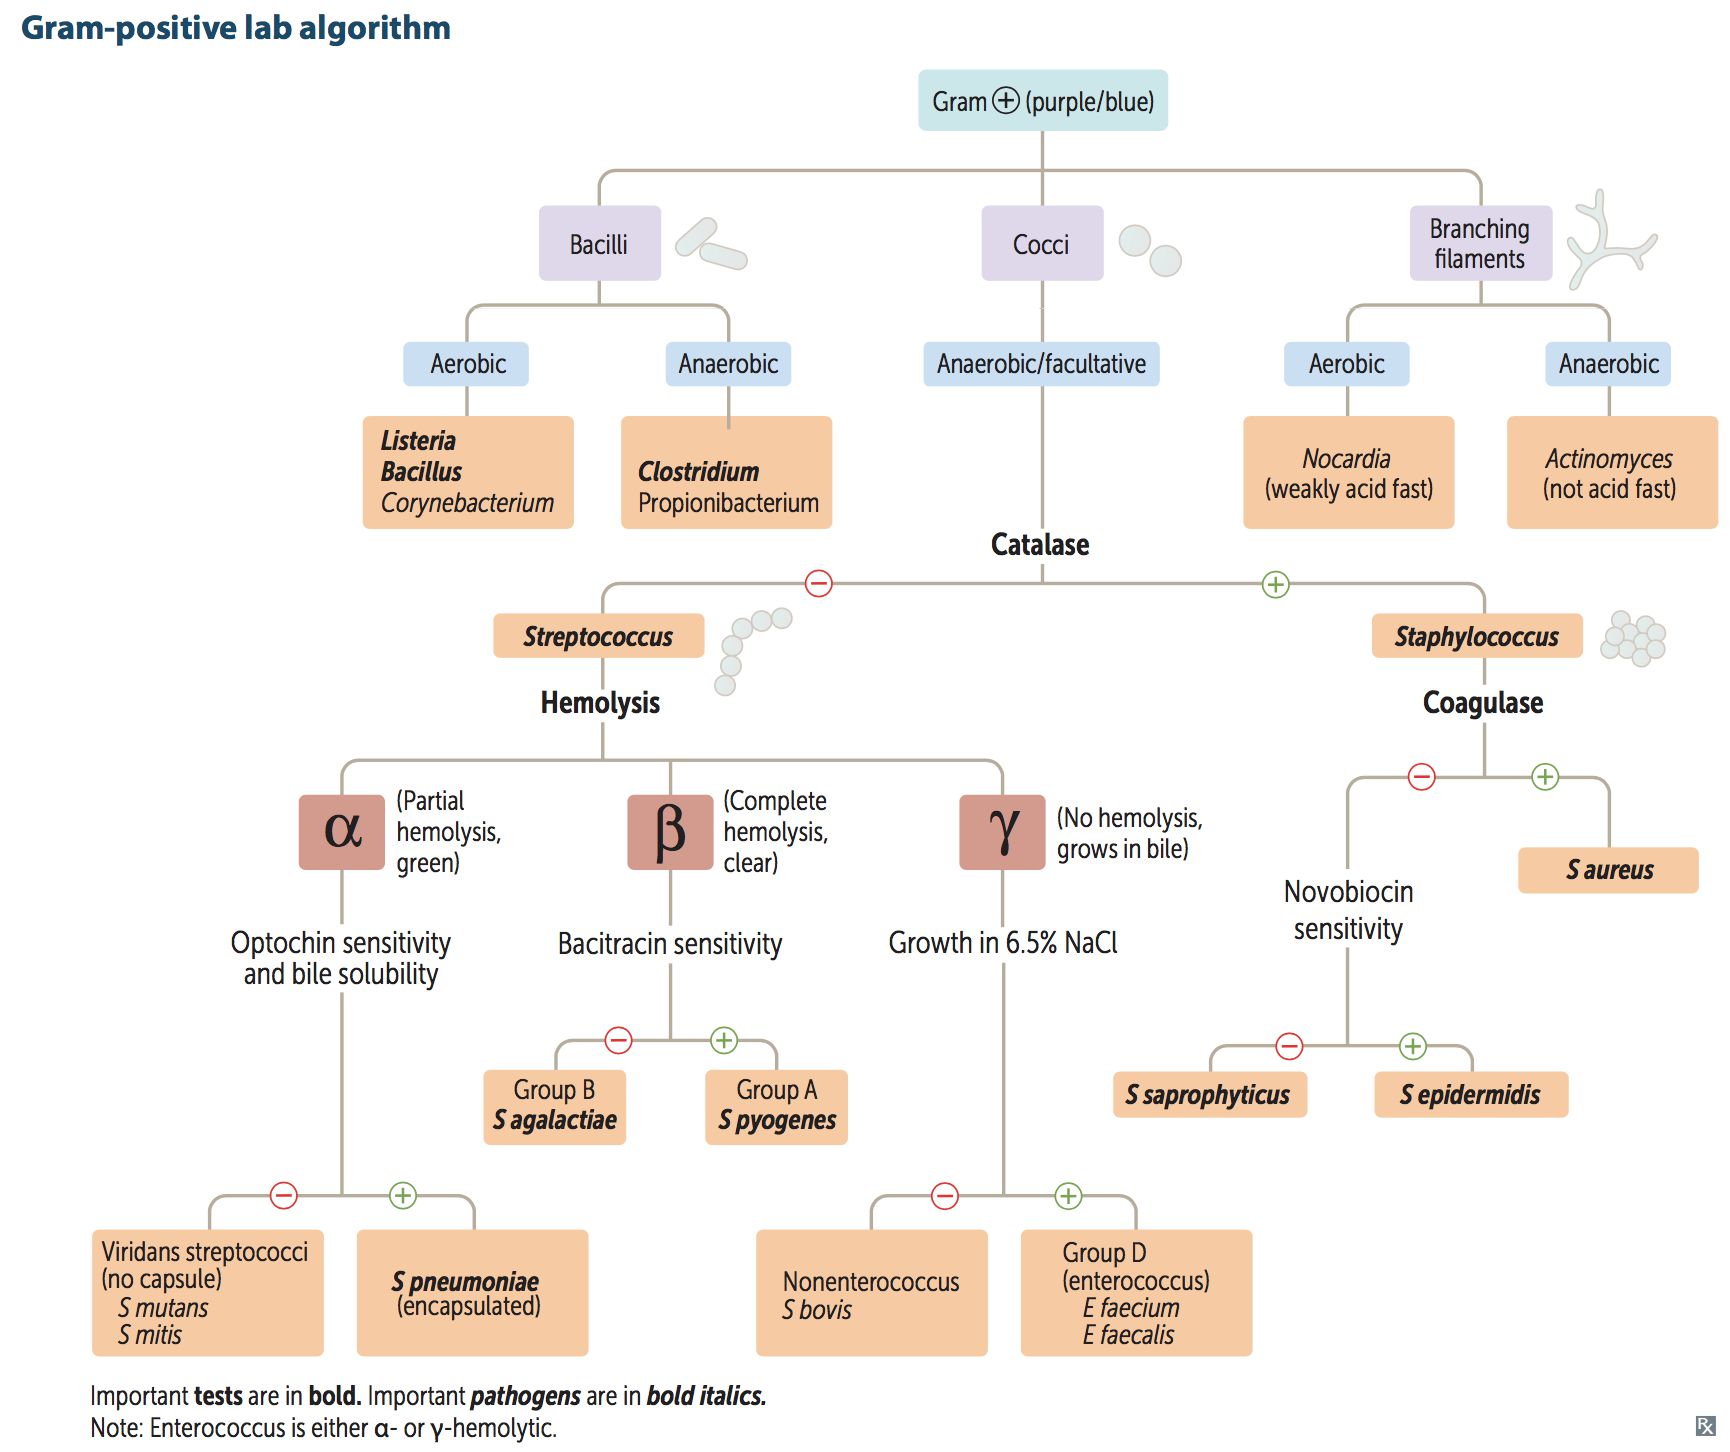 Gram-positive lab algorithm
Gram ⊕ (purple/blue)
Bacilli
Cocci
Branching
filaments
Aerobic
Anaerobic
Anaerobic/facultative
Aerobic
Anaerobic
Listeria
Bacillus
Corynebacterium
Clostridium
Propionibacterium
Nocardia
(weakly acid fast)
Actinomyces
(not acid fast)
Catalase
−
+
Streptococcus
Staphylococcus
Hemolysis
Coagulase
−
+
α
(Partial
hemolysis,
green)
β
(Complete
hemolysis,
clear)
γ
(No hemolysis,
grows in bile)
S aureus
Novobiocin
sensitivity
Optochin sensitivity
and bile solubility
Bacitracin sensitivity
Growth in 6.5% NaCl
−
+
−
+
Group B
S agalactiae
Group A
S pyogenes
S saprophyticus
S epidermidis
−
+
−
+
Viridans streptococci
(no capsule)
S mutans
S mitis
S pneumoniae
(encapsulated)
Nonenterococcus
S bovis
Group D
(enterococcus)
E faecium
E faecalis
Important tests are in bold. Important pathogens are in bold italics.
Note: Enterococcus is either α- or γ-hemolytic.
Rx